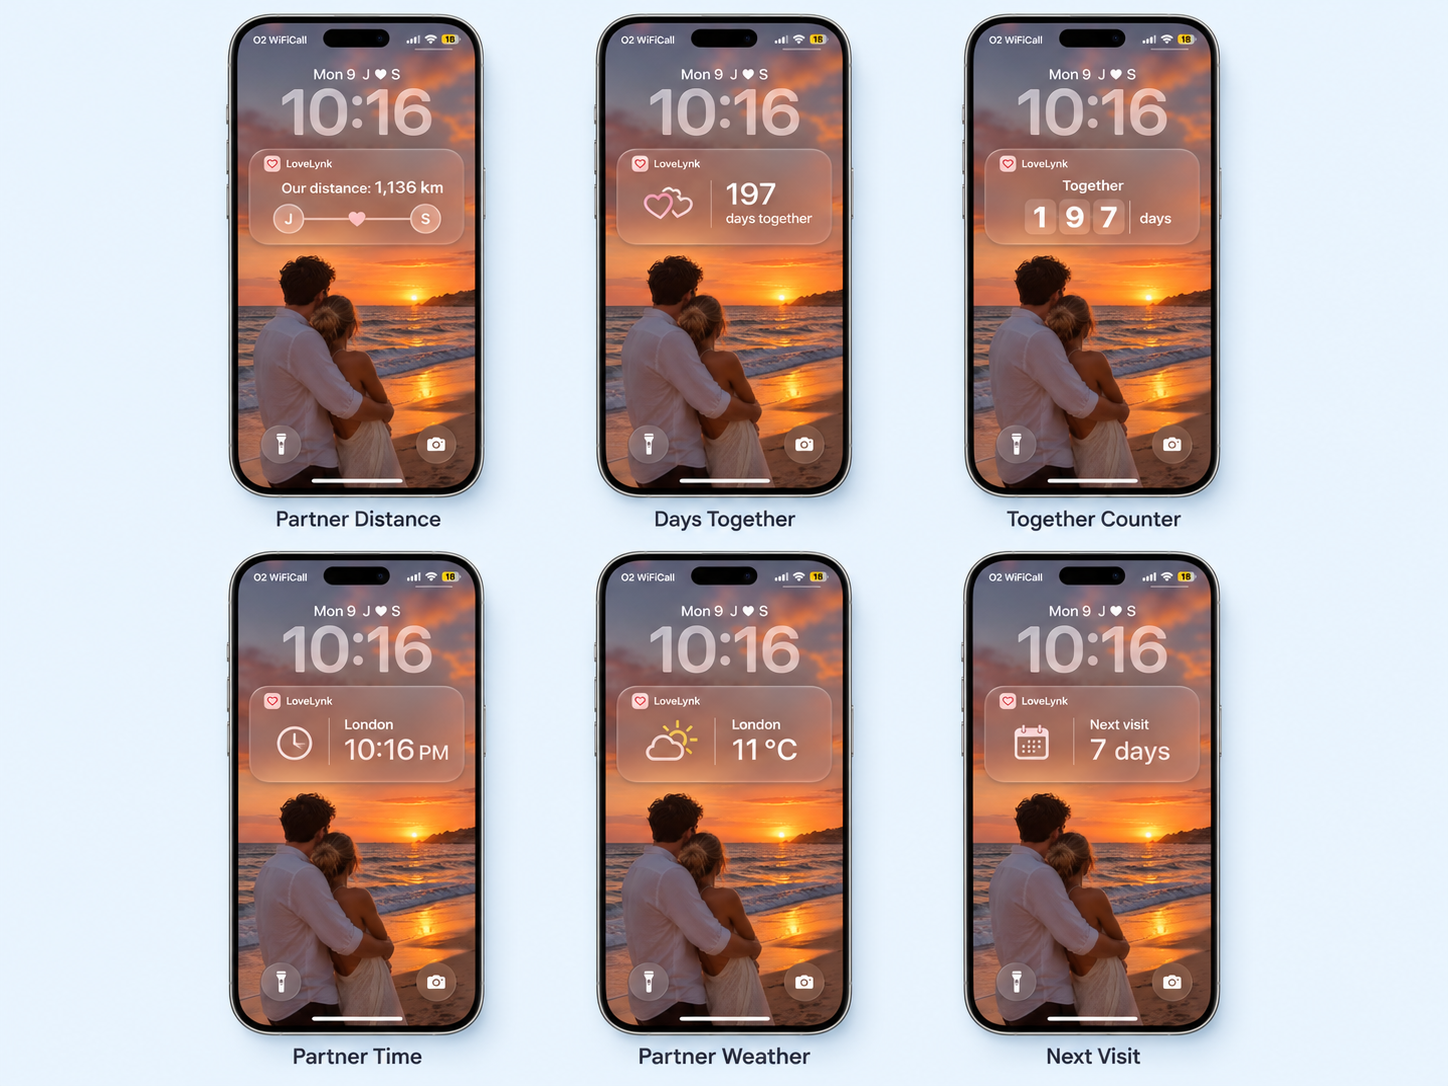 O2 WiFiCall 18
Mon 9 J ♥ S
10:16
LoveLynk
Our distance: 1,136 km
J S
Partner Distance
O2 WiFiCall 18
Mon 9 J ♥ S
10:16
LoveLynk
197
days together
Days Together
O2 WiFiCall 18
Mon 9 J ♥ S
10:16
LoveLynk
Together
1 9 7 days
Together Counter
O2 WiFiCall 18
Mon 9 J ♥ S
10:16
LoveLynk
London
10:16 PM
Partner Time
O2 WiFiCall 18
Mon 9 J ♥ S
10:16
LoveLynk
London
11 °C
Partner Weather
O2 WiFiCall 18
Mon 9 J ♥ S
10:16
LoveLynk
Next visit
7 days
Next Visit